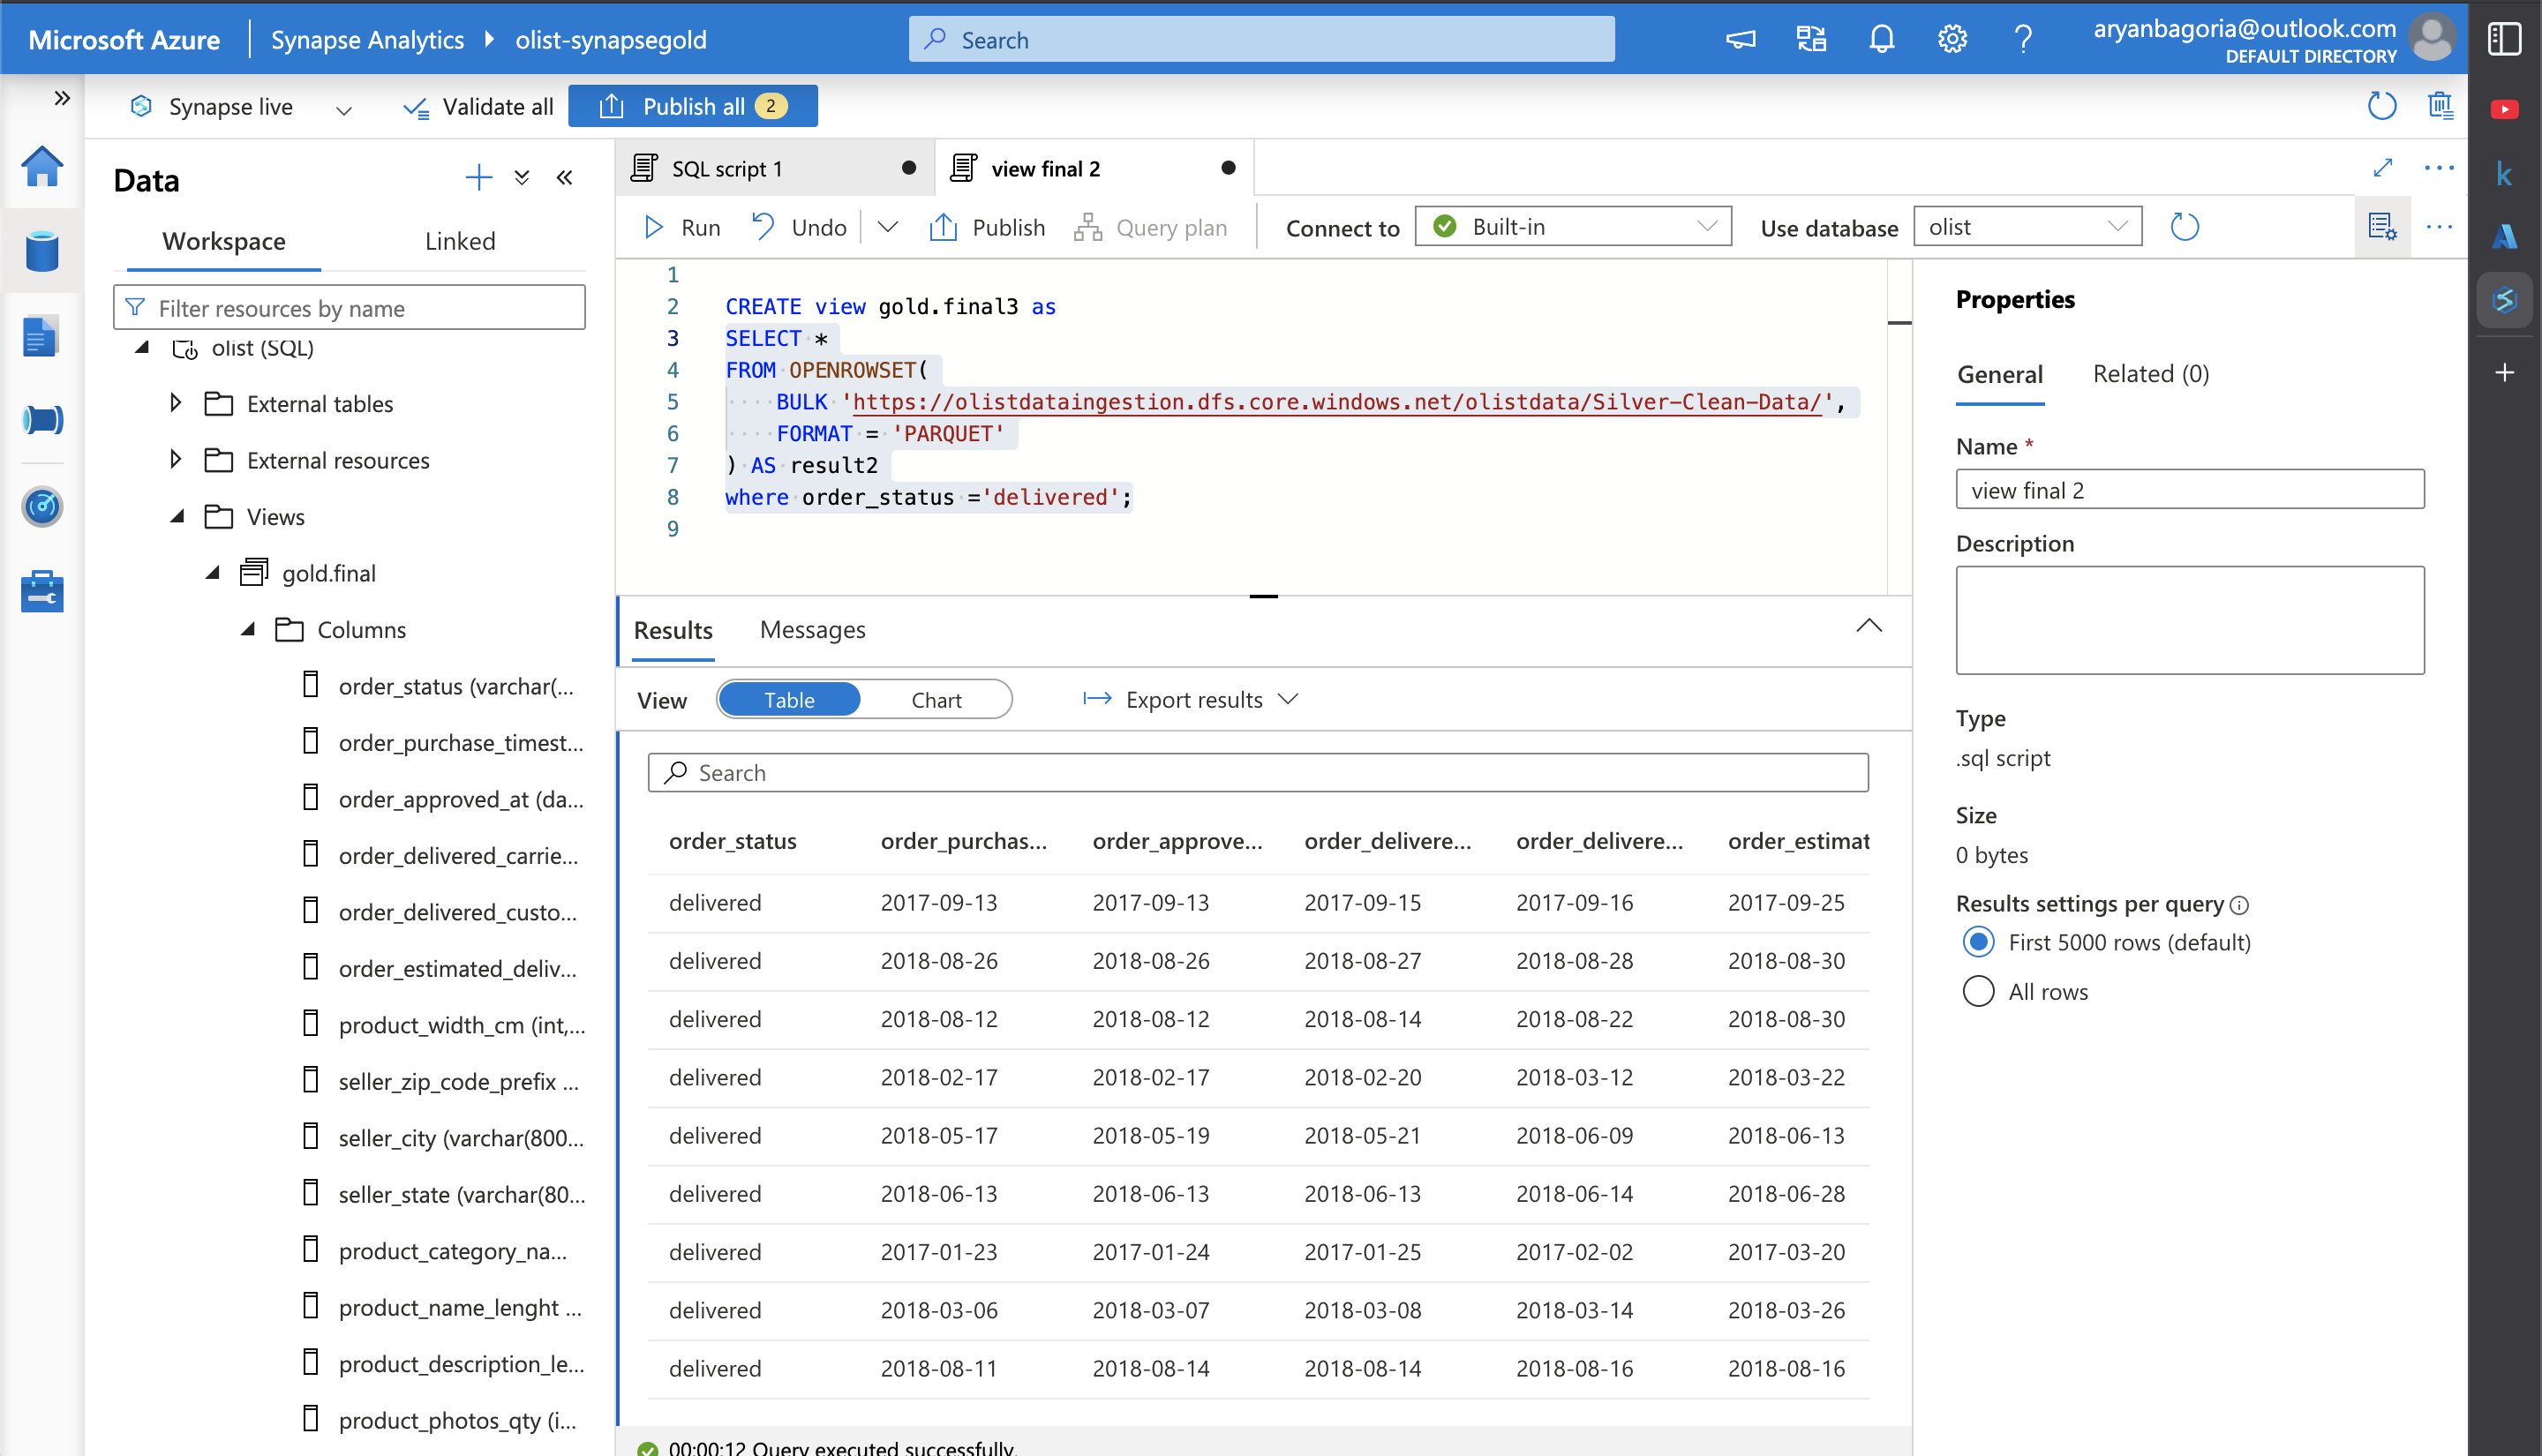 Microsoft Azure
Synapse Analytics
olist-synapsegold
Search
aryanbagoria@outlook.com
DEFAULT DIRECTORY
Synapse live
Validate all
Publish all 2
Data
Workspace
Linked
Filter resources by name
olist (SQL)
External tables
External resources
Views
gold.final
Columns
order_status (varchar(...
order_purchase_timest...
order_approved_at (da...
order_delivered_carrie...
order_delivered_custo...
order_estimated_deliv...
product_width_cm (int,...
seller_zip_code_prefix ...
seller_city (varchar(800...
seller_state (varchar(80...
product_category_na...
product_name_lenght ...
product_description_le...
product_photos_qty (i...
SQL script 1
view final 2
Run
Undo
Publish
Query plan
Connect to
Built-in
Use database
olist
1
2 CREATE view gold.final3 as
3 SELECT *
4 FROM OPENROWSET(
5 BULK 'https://olistdataingestion.dfs.core.windows.net/olistdata/Silver-Clean-Data/',
6 FORMAT = 'PARQUET'
7 ) AS result2
8 where order_status ='delivered';
9
Results
Messages
View
Table
Chart
Export results
Search
order_status order_purchas... order_approve... order_delivere... order_delivere... order_estimat
delivered 2017-09-13 2017-09-13 2017-09-15 2017-09-16 2017-09-25
delivered 2018-08-26 2018-08-26 2018-08-27 2018-08-28 2018-08-30
delivered 2018-08-12 2018-08-12 2018-08-14 2018-08-22 2018-08-30
delivered 2018-02-17 2018-02-17 2018-02-20 2018-03-12 2018-03-22
delivered 2018-05-17 2018-05-19 2018-05-21 2018-06-09 2018-06-13
delivered 2018-06-13 2018-06-13 2018-06-13 2018-06-14 2018-06-28
delivered 2017-01-23 2017-01-24 2017-01-25 2017-02-02 2017-03-20
delivered 2018-03-06 2018-03-07 2018-03-08 2018-03-14 2018-03-26
delivered 2018-08-11 2018-08-14 2018-08-14 2018-08-16 2018-08-16
00:00:12 Query executed successfully.
Properties
General
Related (0)
Name *
view final 2
Description
Type
.sql script
Size
0 bytes
Results settings per query
First 5000 rows (default)
All rows
k